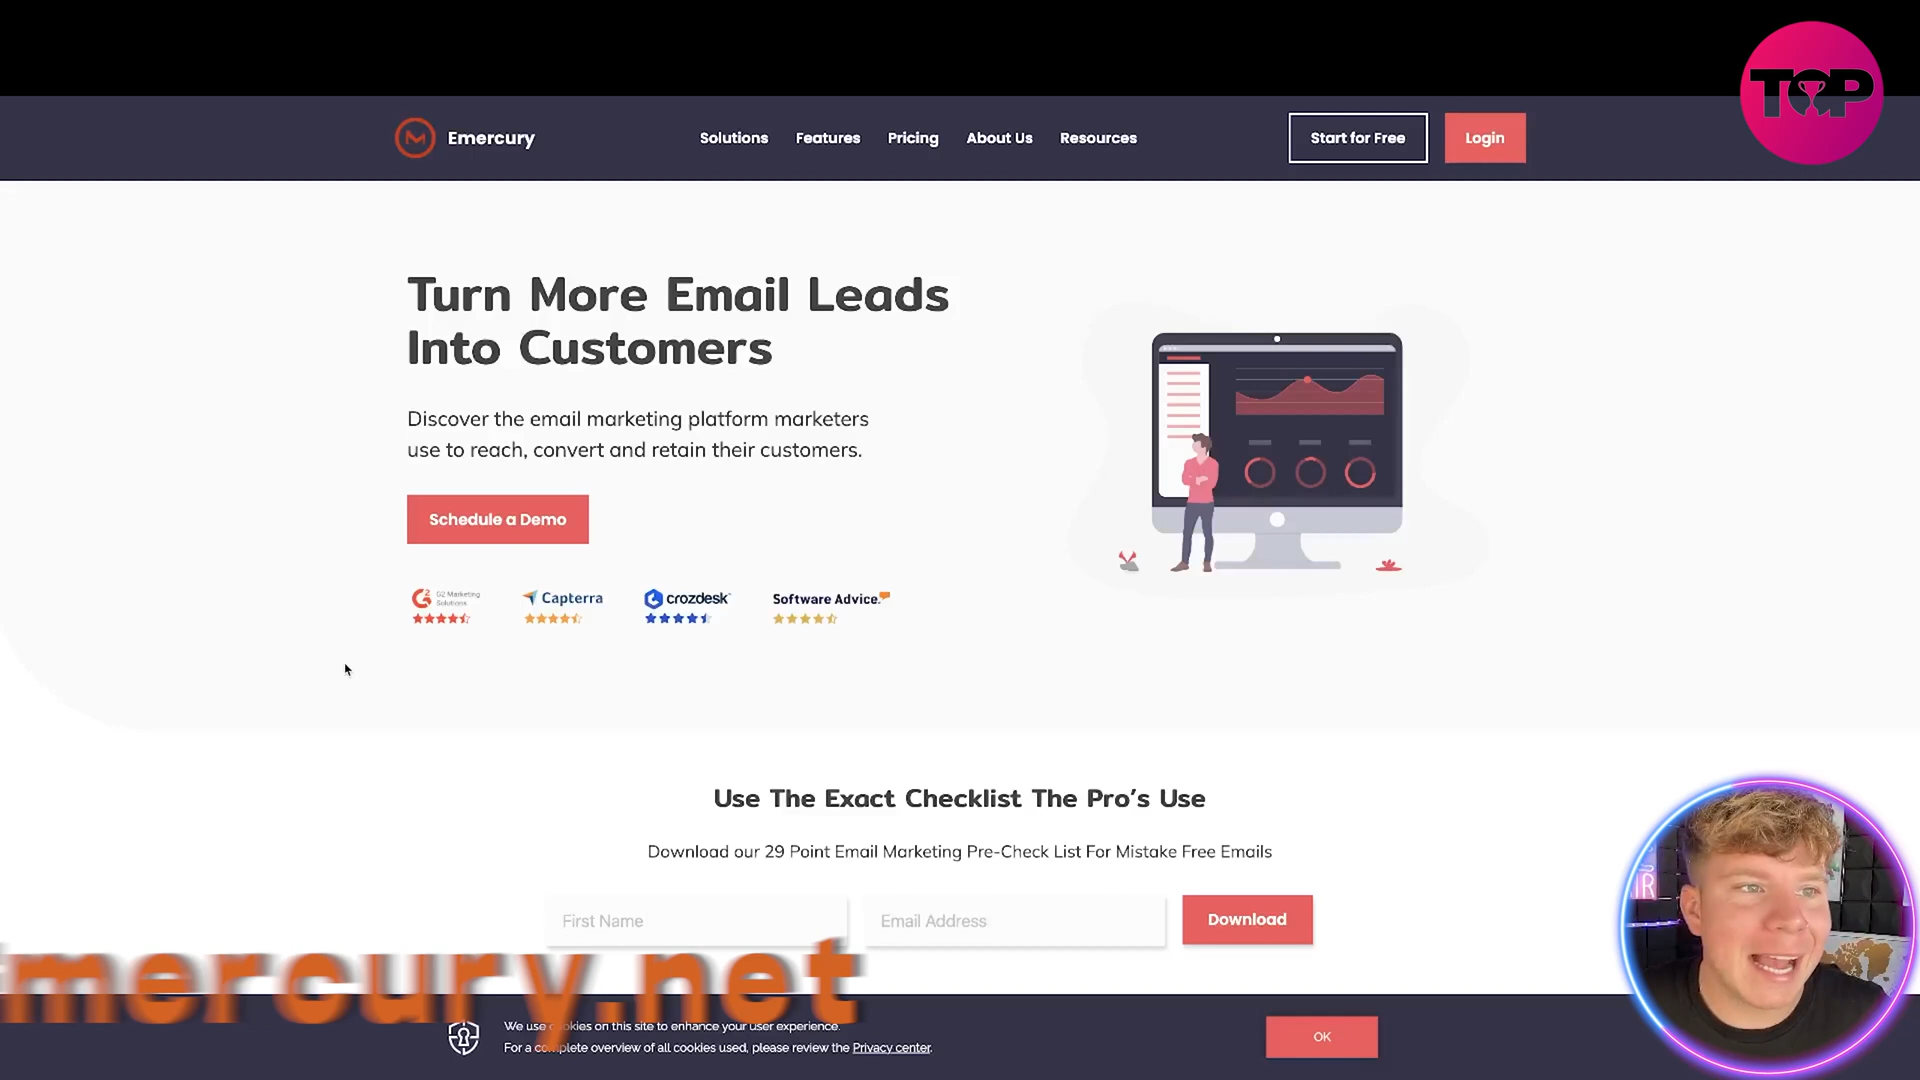 TOP
Emercury
Solutions
Features
Pricing
About Us
Resources
Start for Free
Login
Turn More Email Leads
Into Customers
Discover the email marketing platform marketers
use to reach, convert and retain their customers.
Schedule a Demo
G2 Marketing
Solutions
Capterra
crozdesk
Software Advice.
Use The Exact Checklist The Pro's Use
Download our 29 Point Email Marketing Pre-Check List For Mistake Free Emails
First Name
Email Address
Download
mercury.net
We use cookies on this site to enhance your user experience.
For a complete overview of all cookies used, please review the Privacy center.
OK